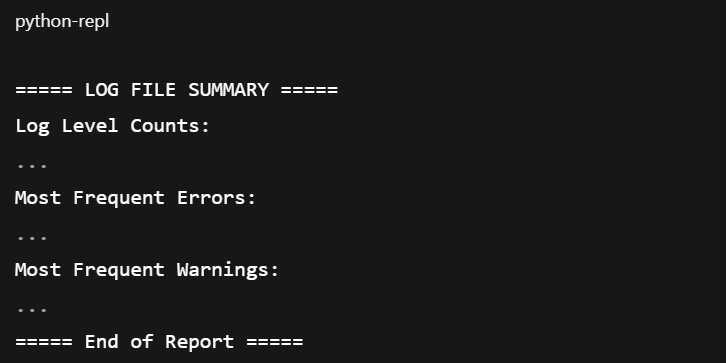 python-repl
===== LOG FILE SUMMARY =====
Log Level Counts:
...
Most Frequent Errors:
...
Most Frequent Warnings:
...
===== End of Report =====